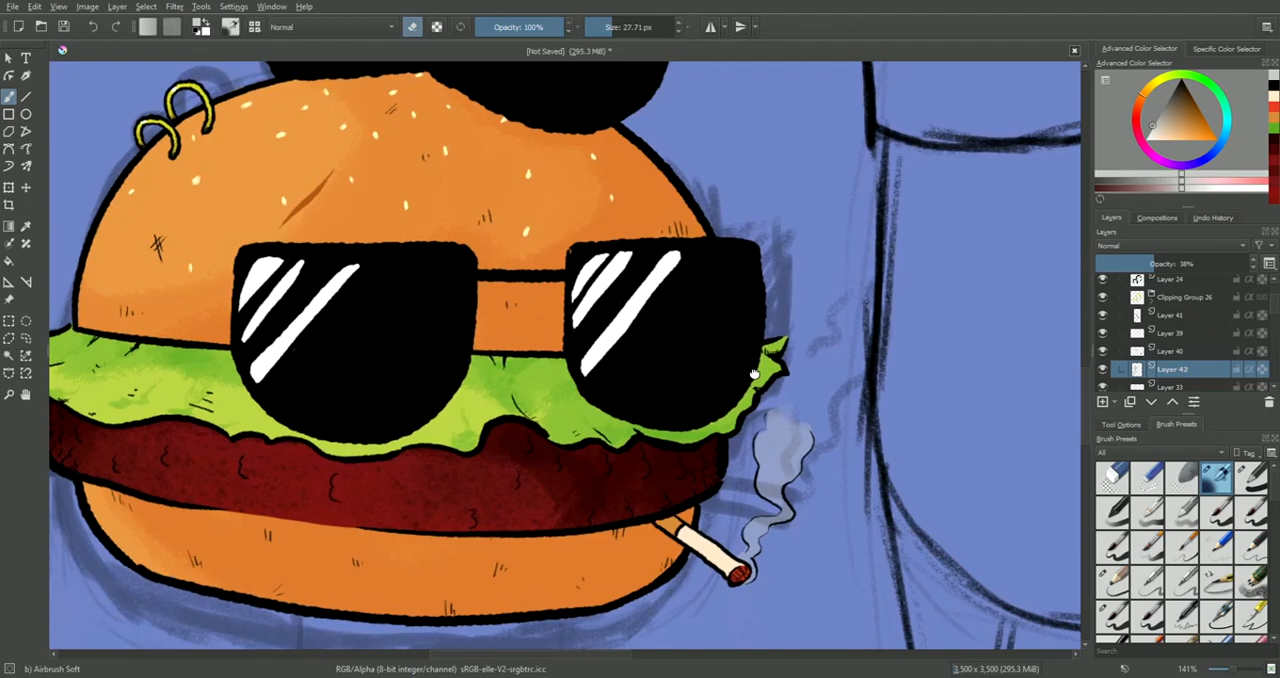 File Edit View Image Layer Select Filter Tools Settings Window Help
Normal Opacity: 100% Size: 27.71 px
[Not Saved] (295.3 MiB) *
Advanced Color Selector Specific Color Selector
Advanced Color Selector
Layers Compositions Undo History
Layers
Normal
Opacity: 38%
Layer 24
Clipping Group 26
Layer 41
Layer 39
Layer 40
Layer 42
Layer 33
Tool Options Brush Presets
Brush Presets
All Tag
Search
b) Airbrush Soft RGB/Alpha (8-bit integer/channel) sRGB-elle-V2-srgbtrc.icc 3,500 x 3,500 (295.3 MiB) 141%